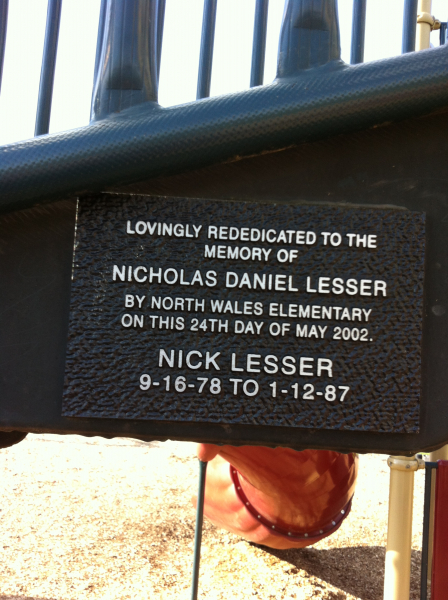 LOVINGLY REDEDICATED TO THE
MEMORY OF
NICHOLAS DANIEL LESSER
BY NORTH WALES ELEMENTARY
ON THIS 24TH DAY OF MAY 2002.
NICK LESSER
9-16-78 TO 1-12-87